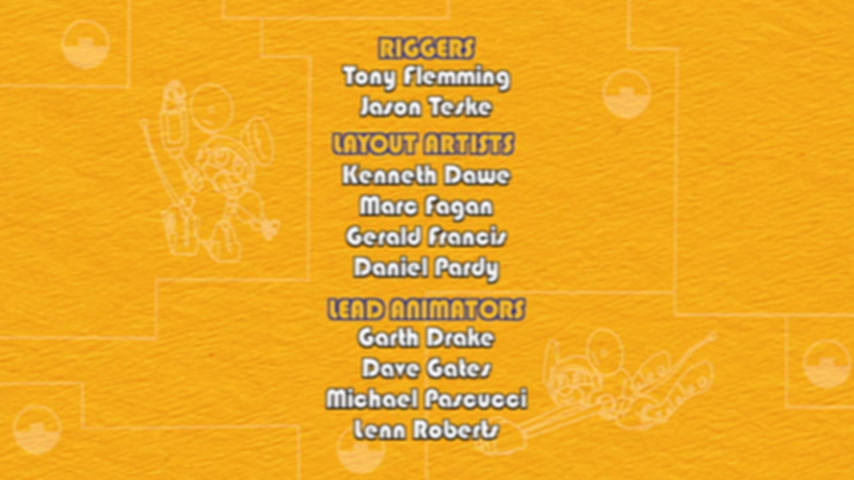 RIGGERS
Tony Flemming
Jason Teske
LAYOUT ARTISTS
Kenneth Dawe
Marc Fagan
Gerald Francis
Daniel Pardy
LEAD ANIMATORS
Garth Drake
Dave Gates
Michael Pascucci
Lenn Roberts